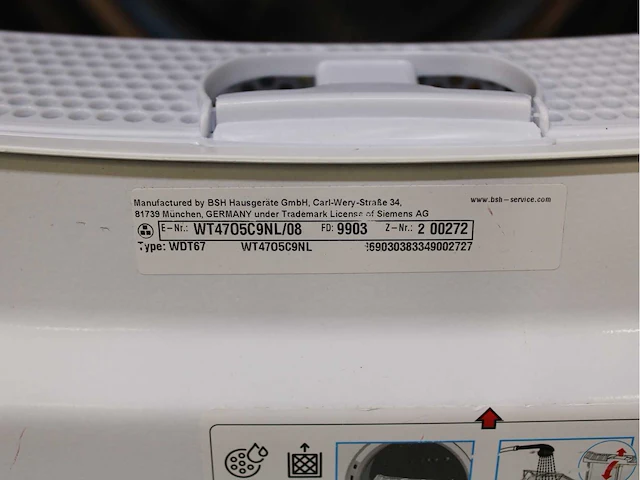 Manufactured by BSH Hausgeräte GmbH, Carl-Wery-Straße 34,
www.bsh-service.com
81739 München, GERMANY under Trademark License of Siemens AG
E-Nr.: WT47O5C9NL/08 FD: 9903 Z-Nr.: 2 00272
Type: WDT67 WT47O5C9NL 69030383349002727